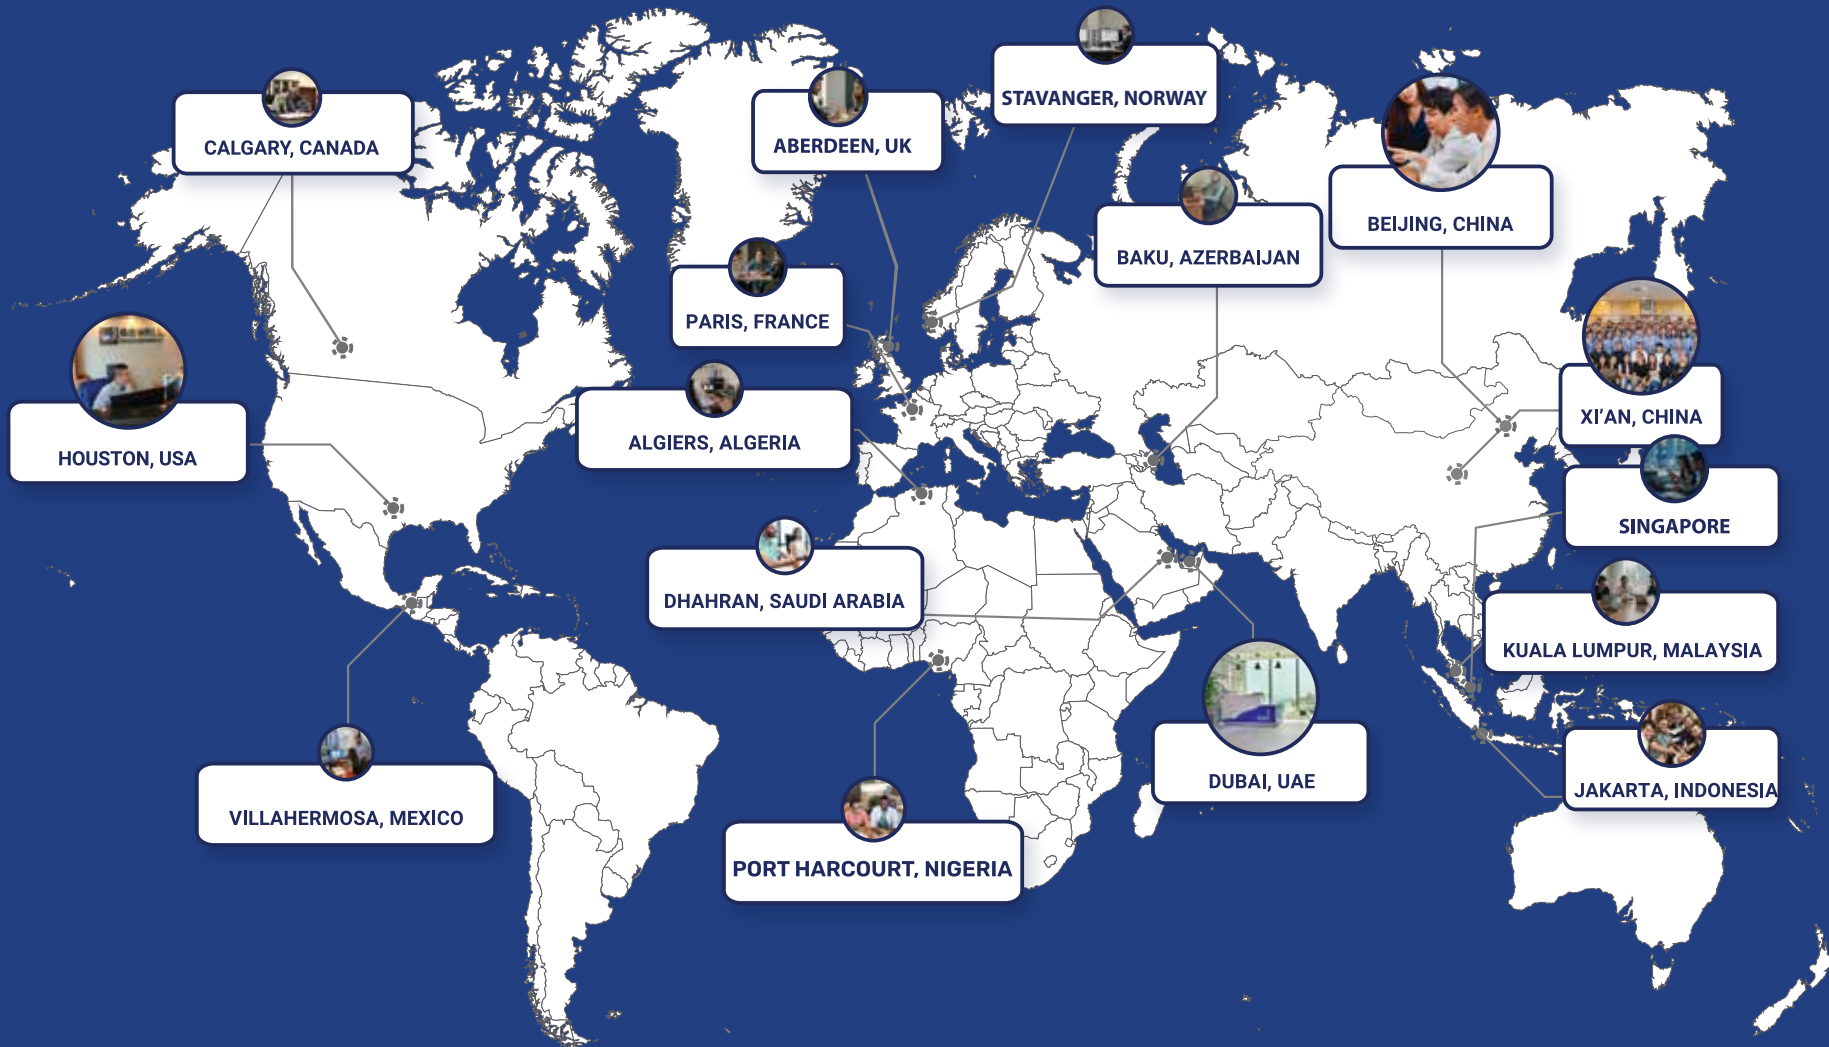 STAVANGER, NORWAY
CALGARY, CANADA
ABERDEEN, UK
BEIJING, CHINA
BAKU, AZERBAIJAN
PARIS, FRANCE
XI'AN, CHINA
ALGIERS, ALGERIA
HOUSTON, USA
SINGAPORE
DHAHRAN, SAUDI ARABIA
KUALA LUMPUR, MALAYSIA
DUBAI, UAE
JAKARTA, INDONESIA
VILLAHERMOSA, MEXICO
PORT HARCOURT, NIGERIA